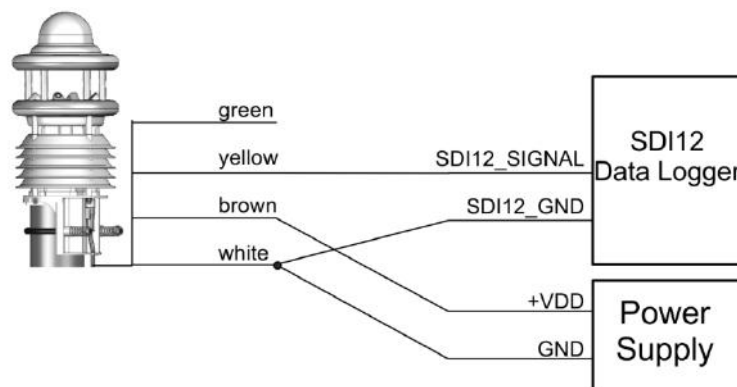 green
yellow
brown
white
SDI12_SIGNAL
SDI12_GND
+VDD
GND
SDI12
Data Logger
Power
Supply